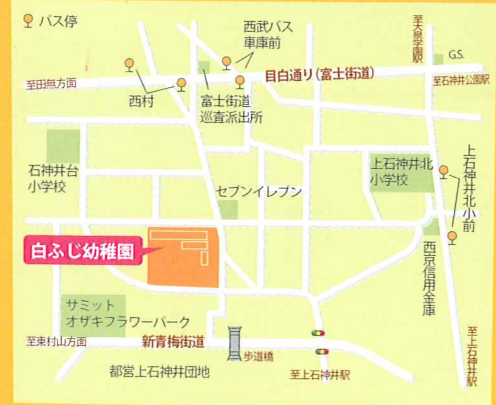 バス停
西武バス
車庫前
至大泉学園駅
G.S.
目白通り(富士街道)
至田無方面
至石神井公園駅
西村
富士街道
巡査派出所
石神井台
小学校
上石神井北
小学校
上石神井北小前
セブンイレブン
白ふじ幼稚園
西京信用金庫
サミット
オザキフラワーパーク
至東村山方面
新青梅街道
歩道橋
至上石神井駅
都営上石神井団地
至上石神井駅